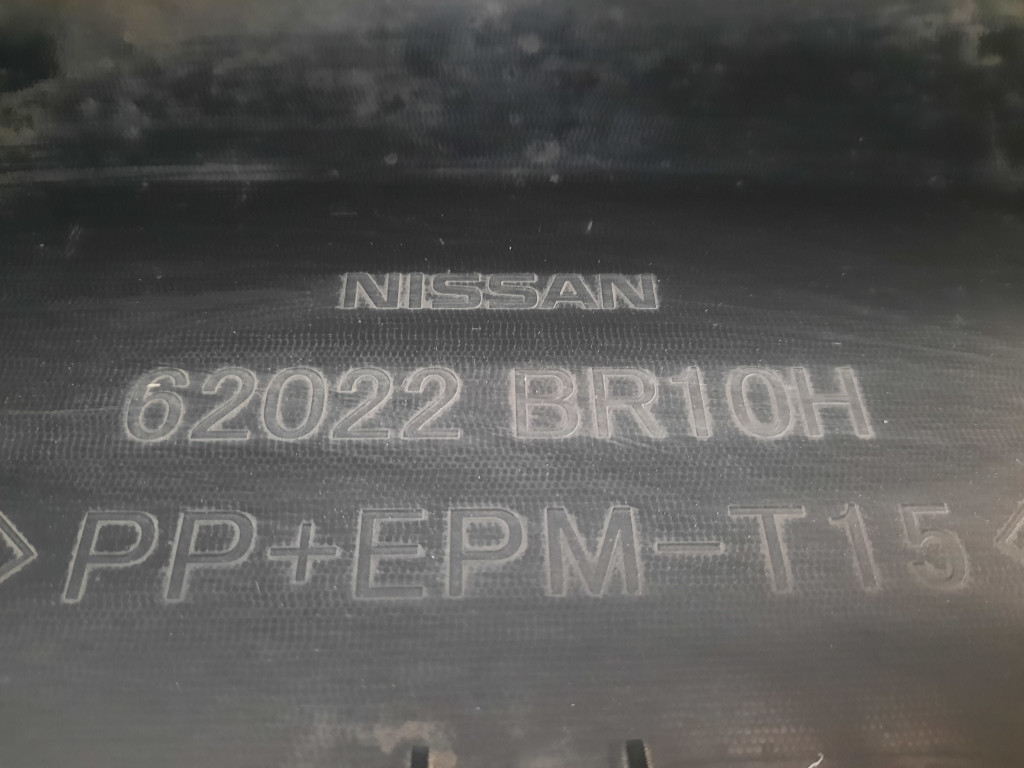 NISSAN
62022 BR10H
>PP+EPM-T15<